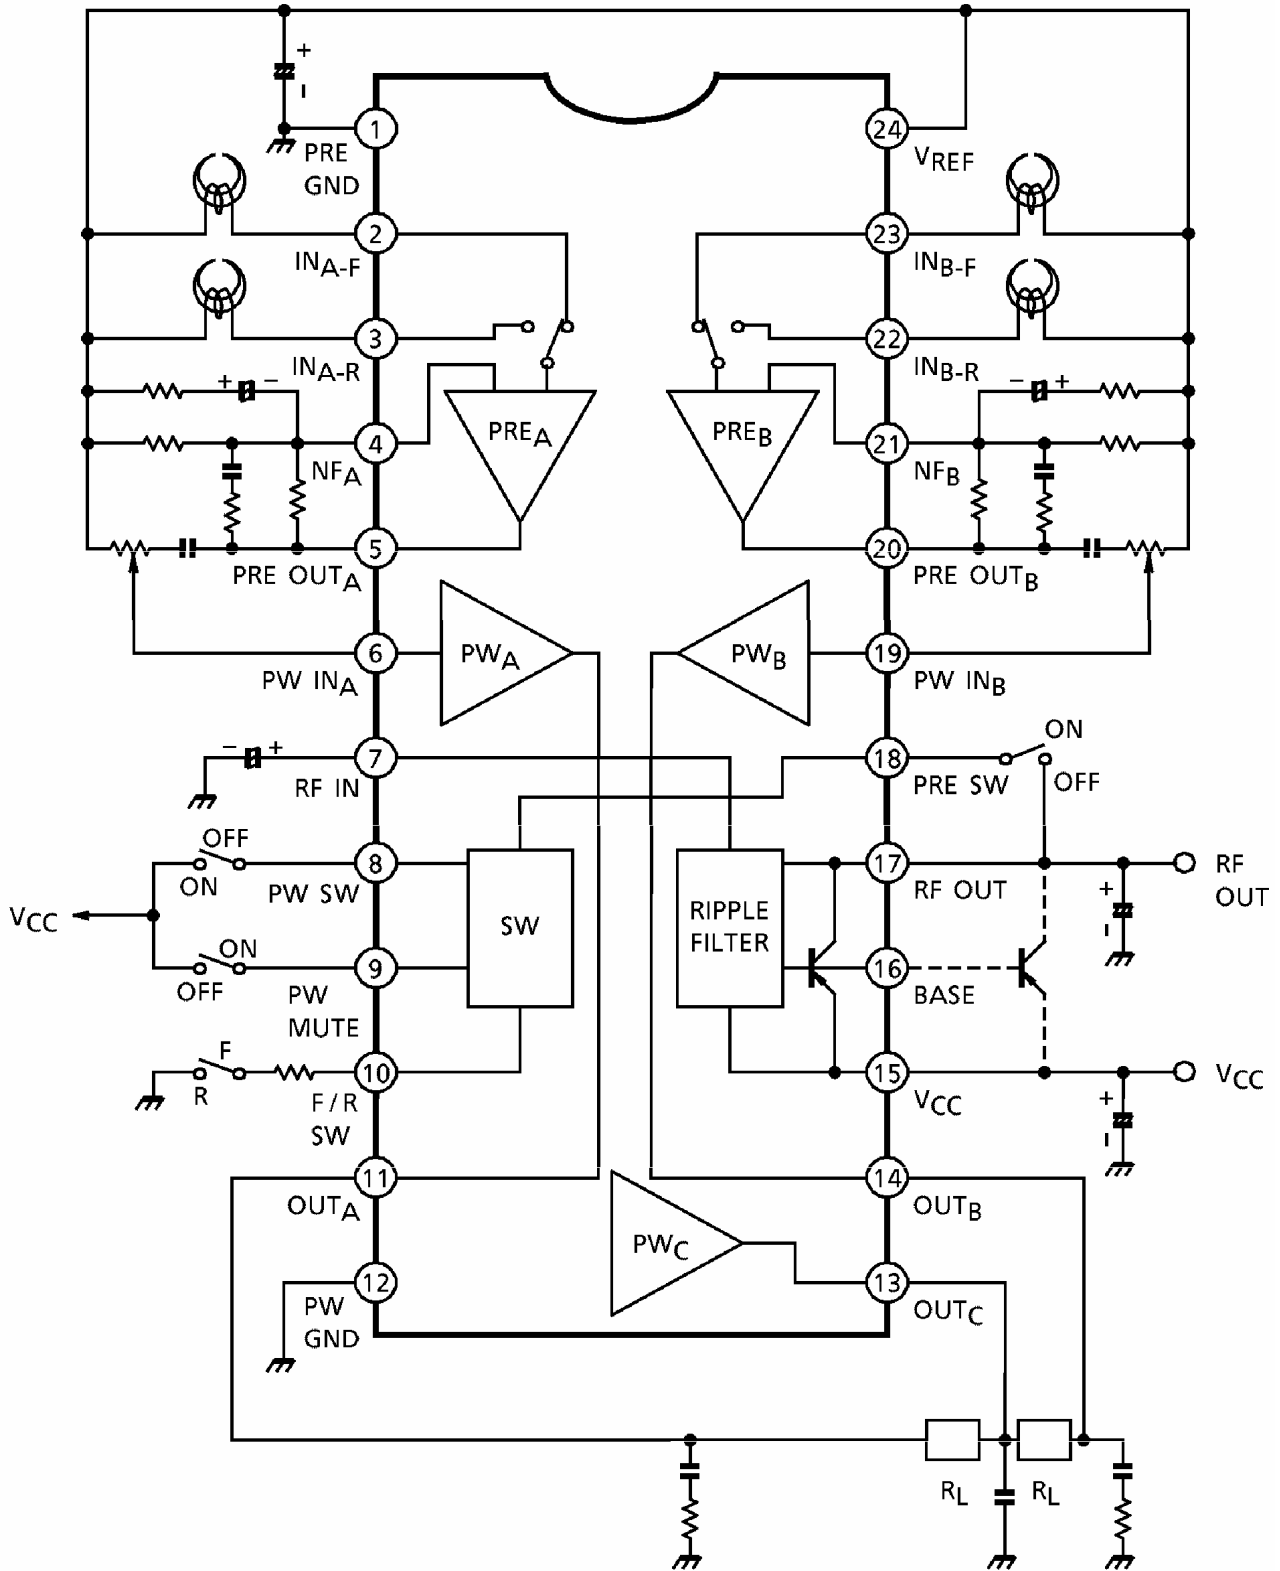 +
-
1
PRE
GND
24
VREF
2
INA-F
23
INB-F
3
INA-R
22
INB-R
+ -
- +
PREA
PREB
4
NFA
21
NFB
5
PRE OUTA
20
PRE OUTB
6
PW INA
PWA
PWB
19
PW INB
- +
7
RF IN
18
PRE SW
ON
OFF
OFF
ON
8
PW SW
VCC
ON
OFF
9
PW
MUTE
SW
RIPPLE
FILTER
17
RF OUT
RF
OUT
+
-
16
BASE
F
R
10
F/R
SW
15
VCC
VCC
+
-
11
OUTA
14
OUTB
PWC
12
PW
GND
13
OUTC
RL
RL